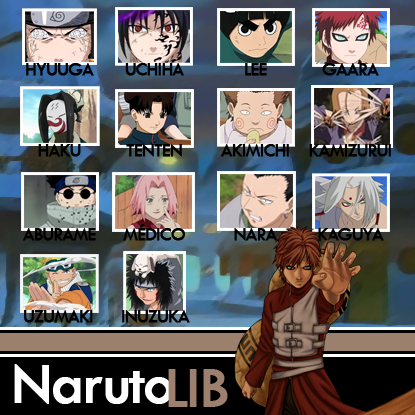 HYUUGA UCHIHA LEE GAARA
HAKU TENTEN AKIMICHI KAMIZURUI
ABURAME MEDICO NARA KAGUYA
UZUMAKI INUZUKA
NarutoLIB